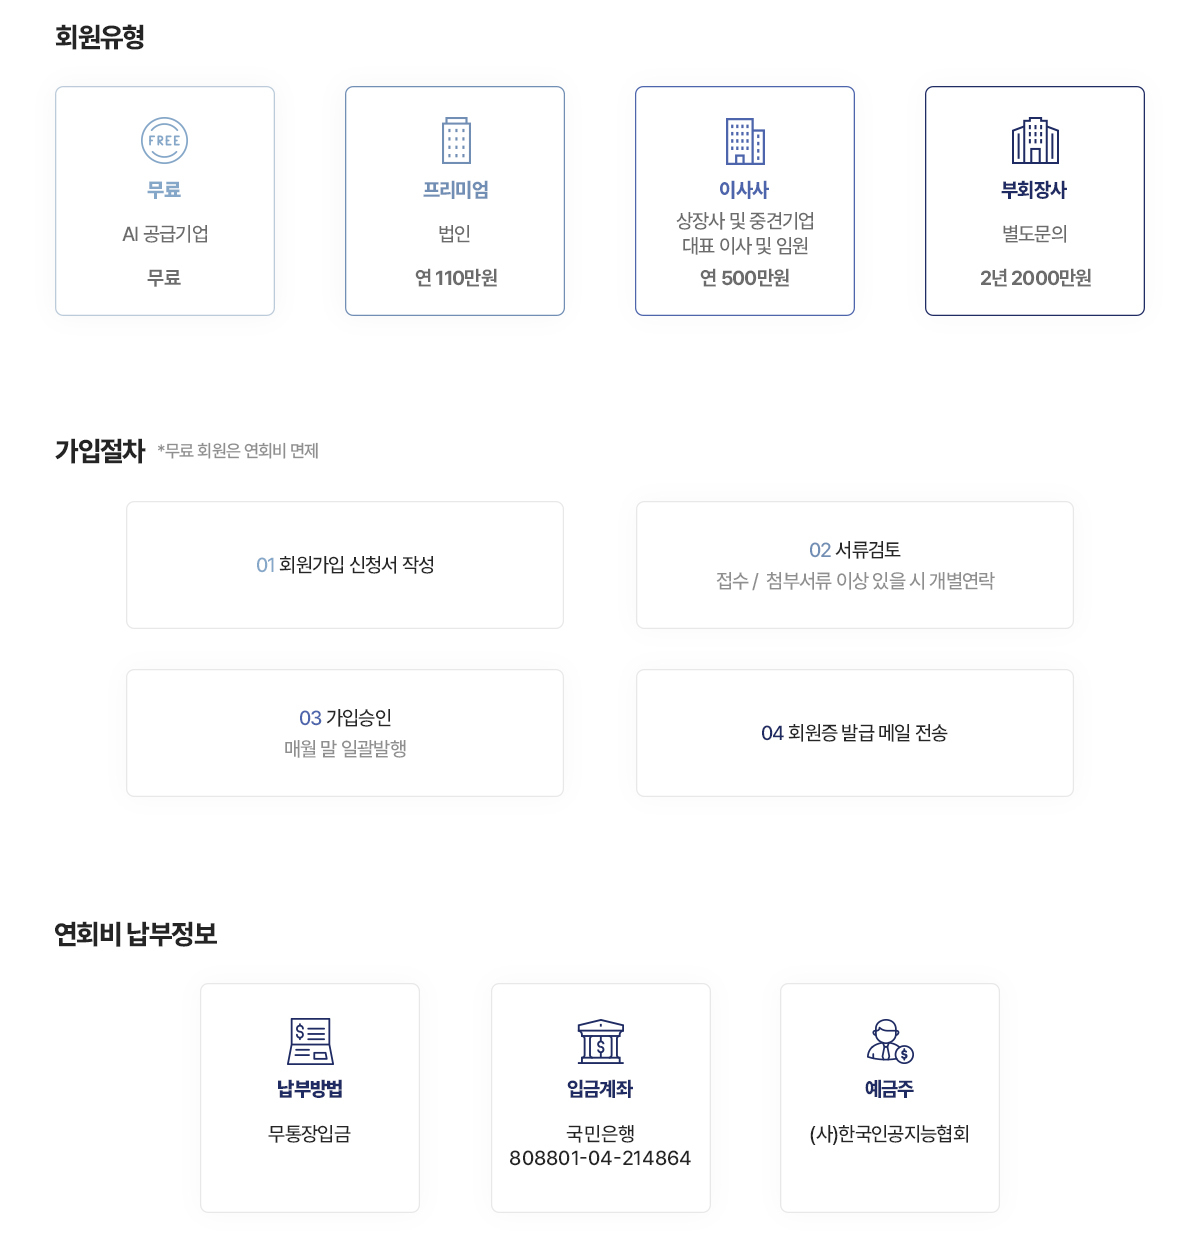 회원유형
FREE
무료
AI 공급기업
무료
프리미엄
법인
연 110만원
이사사
상장사 및 중견기업
대표 이사 및 임원
연 500만원
부회장사
별도문의
2년 2000만원
가입절차 *무료 회원은 연회비 면제
01 회원가입 신청서 작성
02 서류검토
접수 / 첨부서류 이상 있을 시 개별연락
03 가입승인
매월 말 일괄발행
04 회원증 발급 메일 전송
연회비 납부정보
납부방법
무통장입금
입금계좌
국민은행
808801-04-214864
예금주
(사)한국인공지능협회